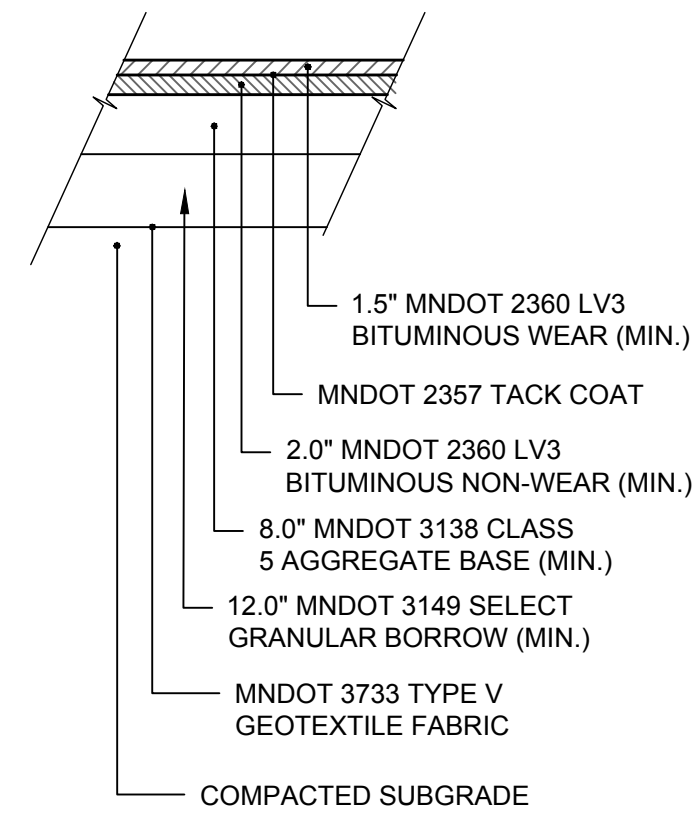 1.5" MNDOT 2360 LV3
BITUMINOUS WEAR (MIN.)
MNDOT 2357 TACK COAT
2.0" MNDOT 2360 LV3
BITUMINOUS NON-WEAR (MIN.)
8.0" MNDOT 3138 CLASS
5 AGGREGATE BASE (MIN.)
12.0" MNDOT 3149 SELECT
GRANULAR BORROW (MIN.)
MNDOT 3733 TYPE V
GEOTEXTILE FABRIC
COMPACTED SUBGRADE